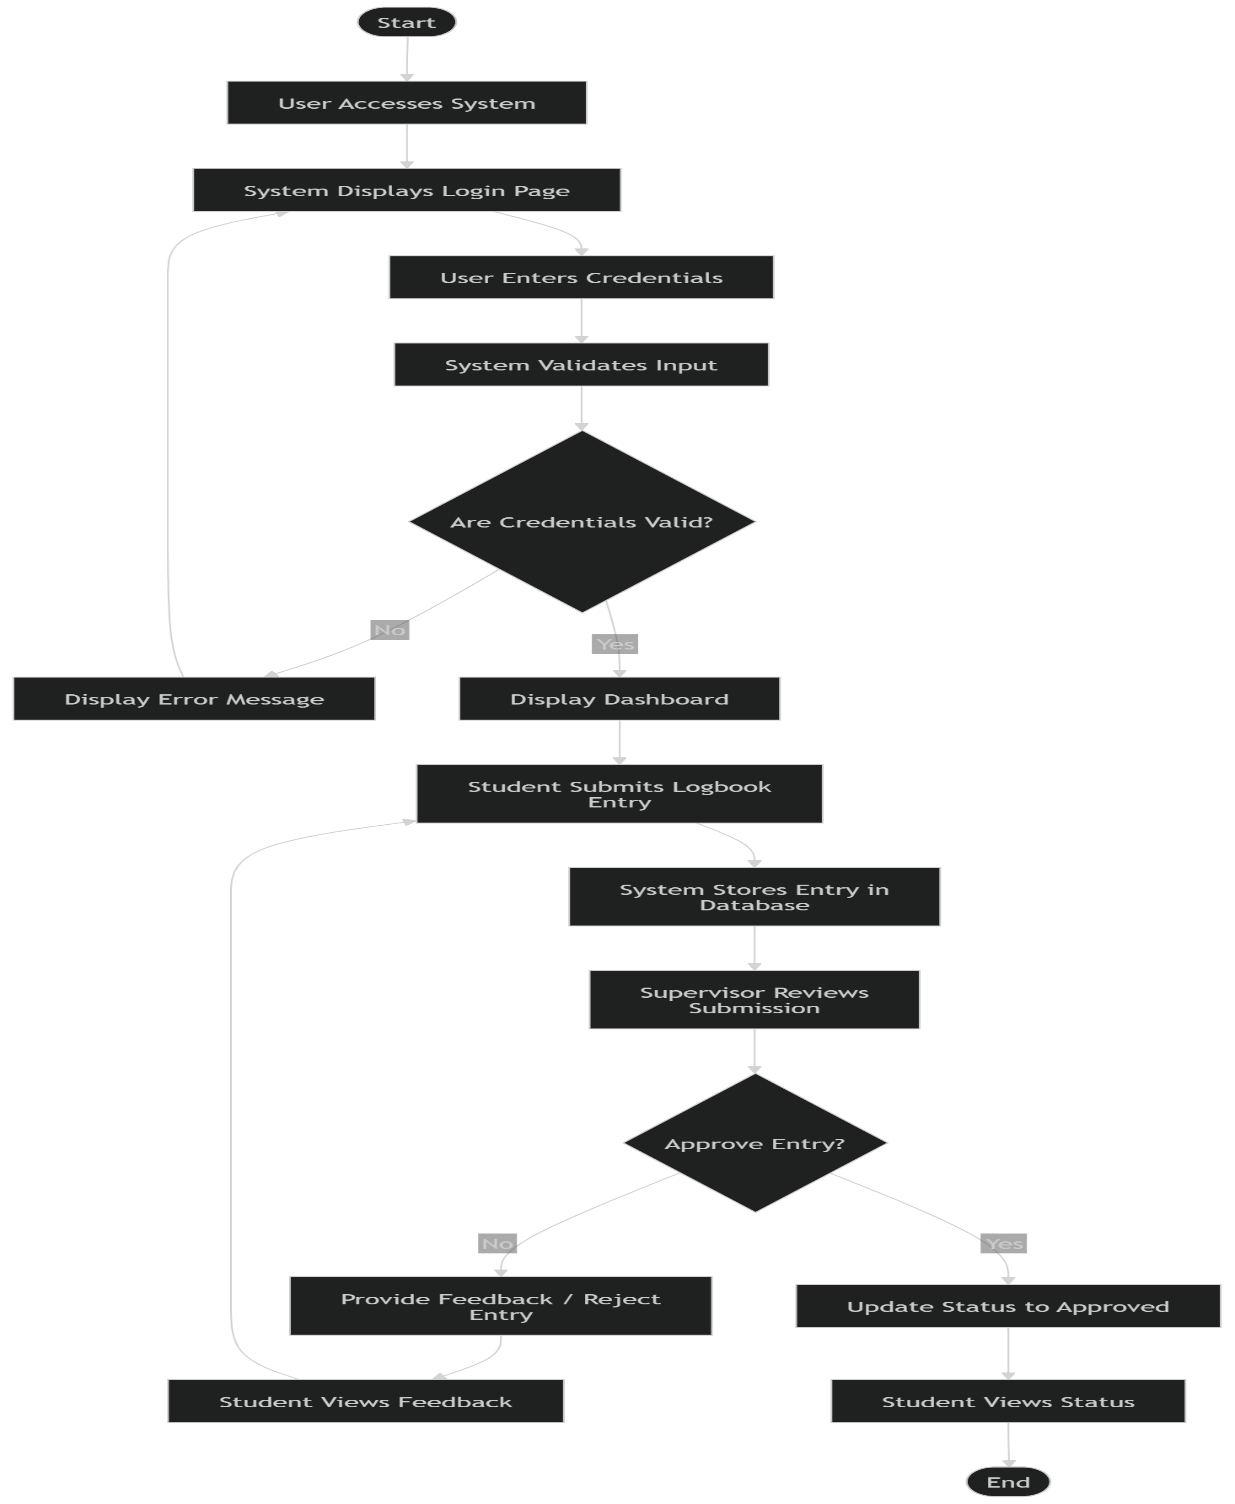 Start
User Accesses System
System Displays Login Page
User Enters Credentials
System Validates Input
Are Credentials Valid?
No
Yes
Display Error Message
Display Dashboard
Student Submits Logbook
Entry
System Stores Entry in
Database
Supervisor Reviews
Submission
Approve Entry?
No
Yes
Provide Feedback / Reject
Entry
Update Status to Approved
Student Views Feedback
Student Views Status
End